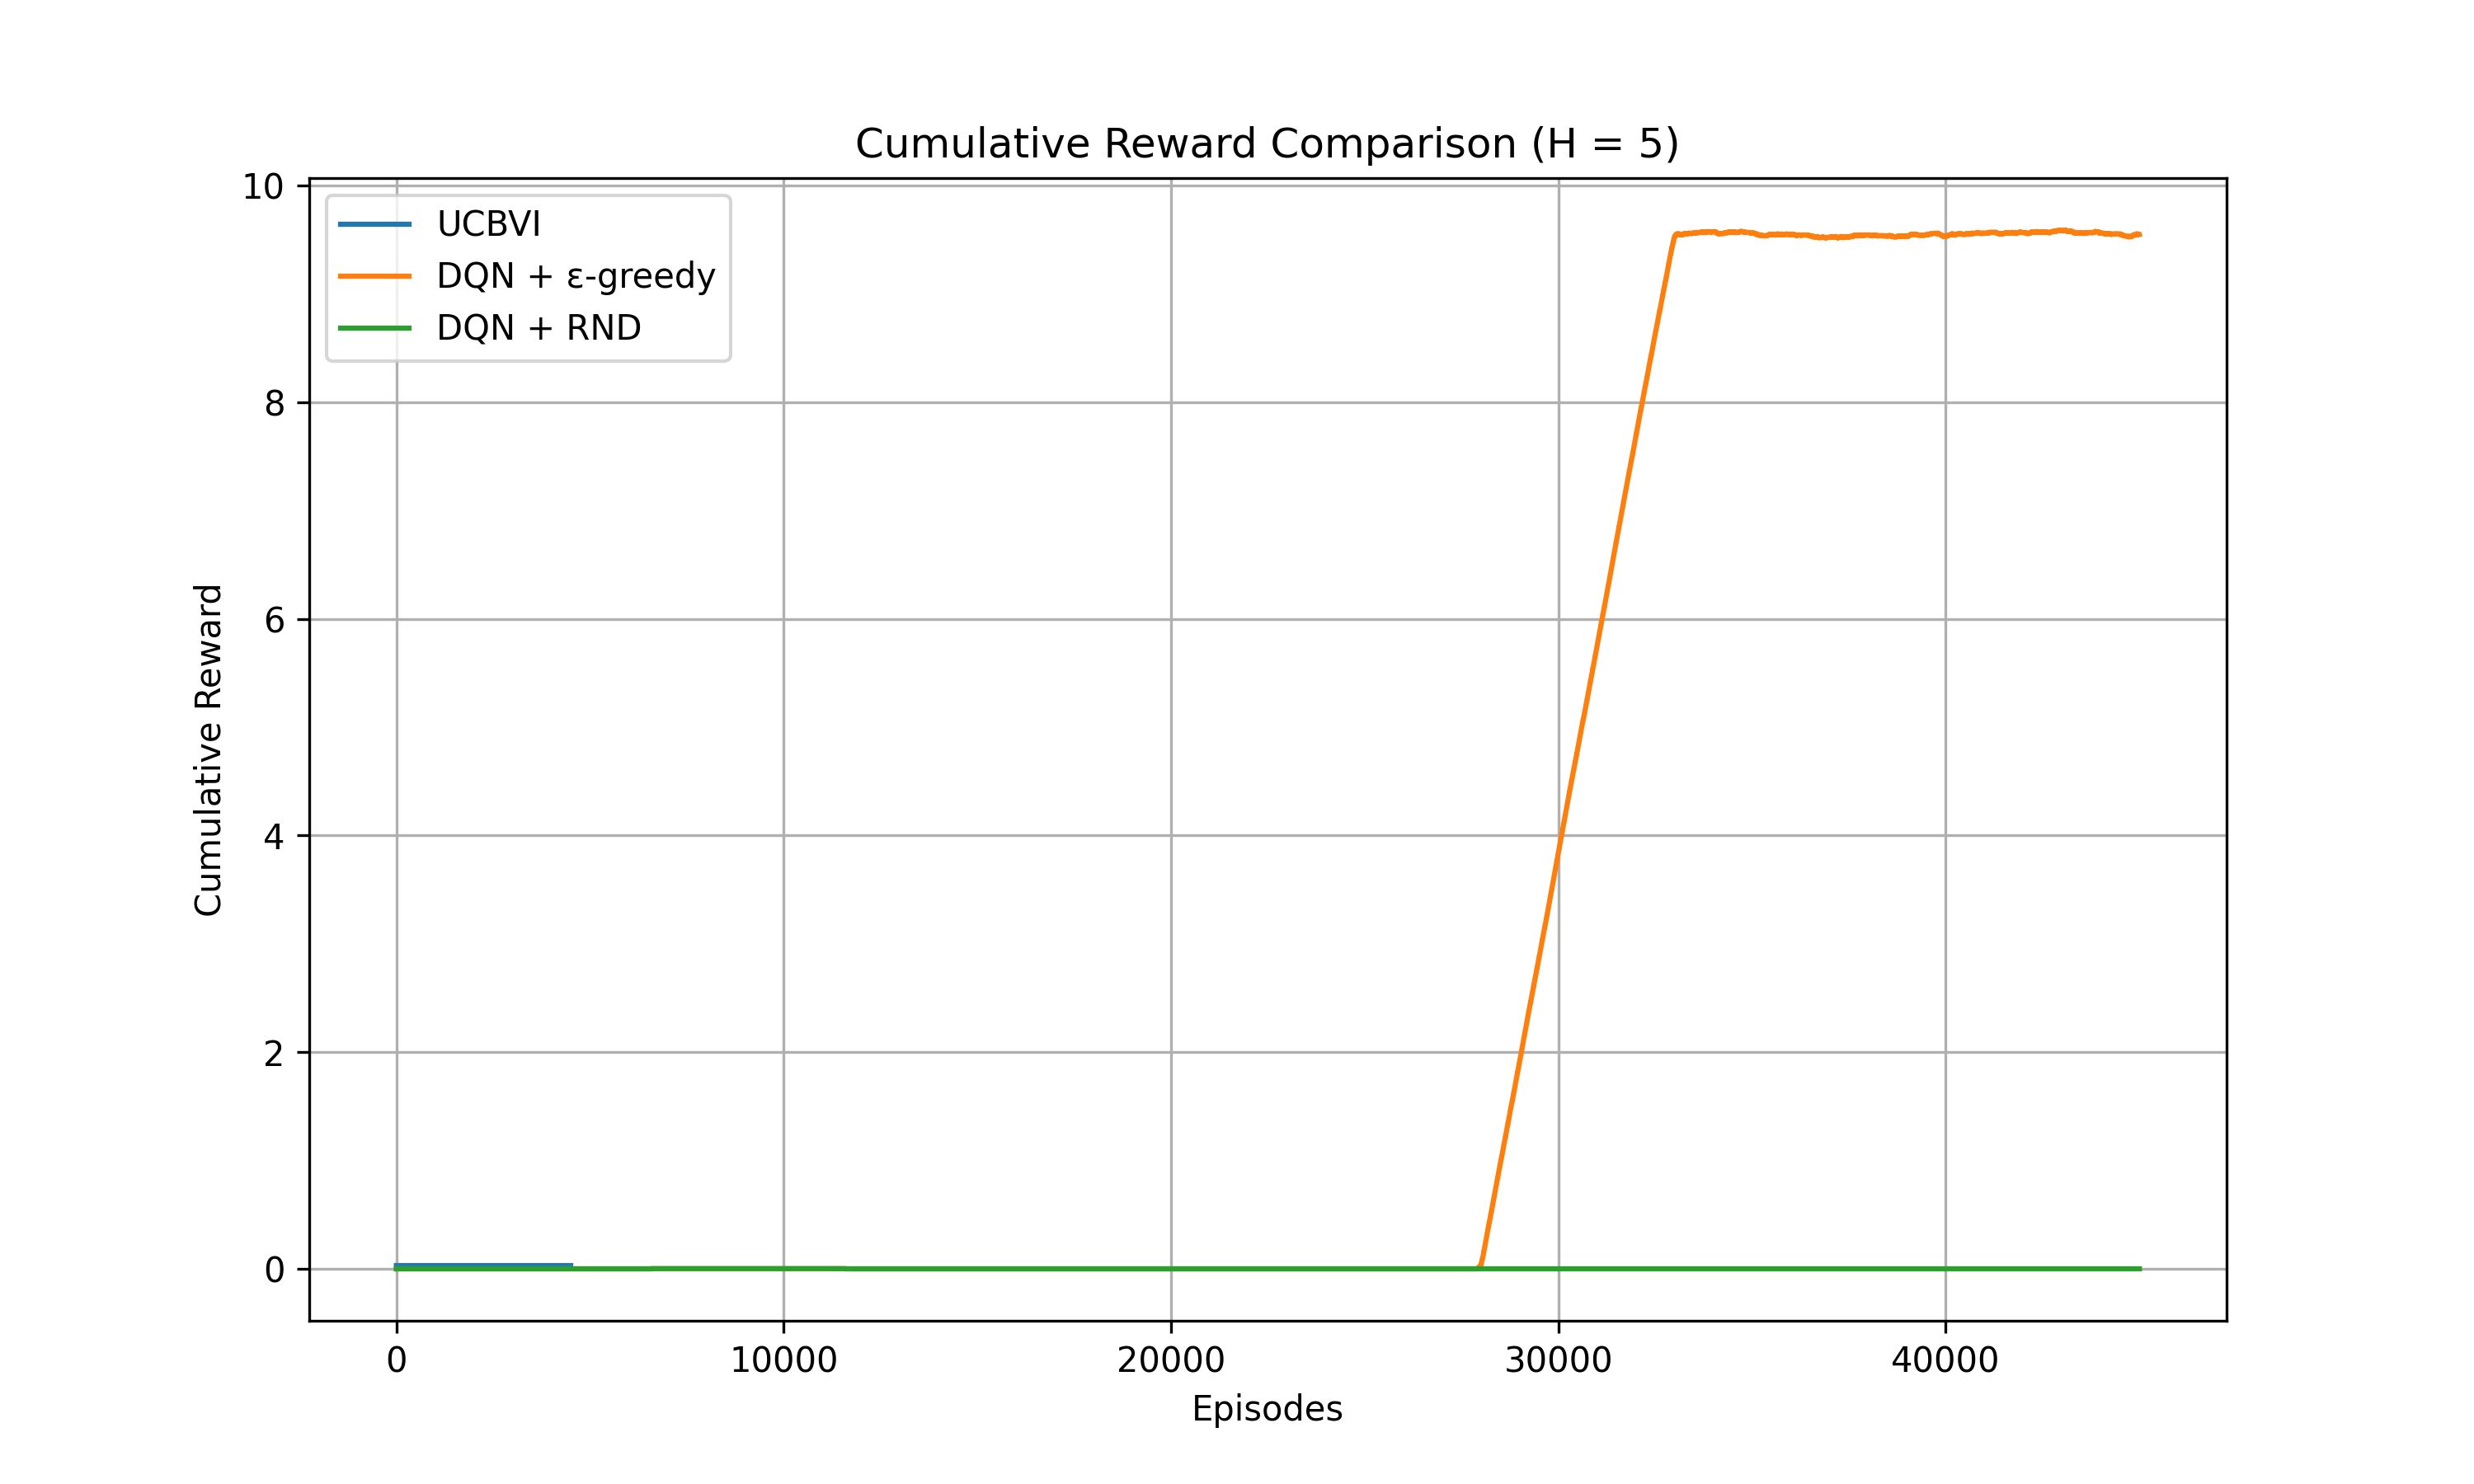 Cumulative Reward Comparison (H = 5)
UCBVI
DQN + ε-greedy
DQN + RND
10
8
6
4
2
0
Cumulative Reward
0 10000 20000 30000 40000
Episodes